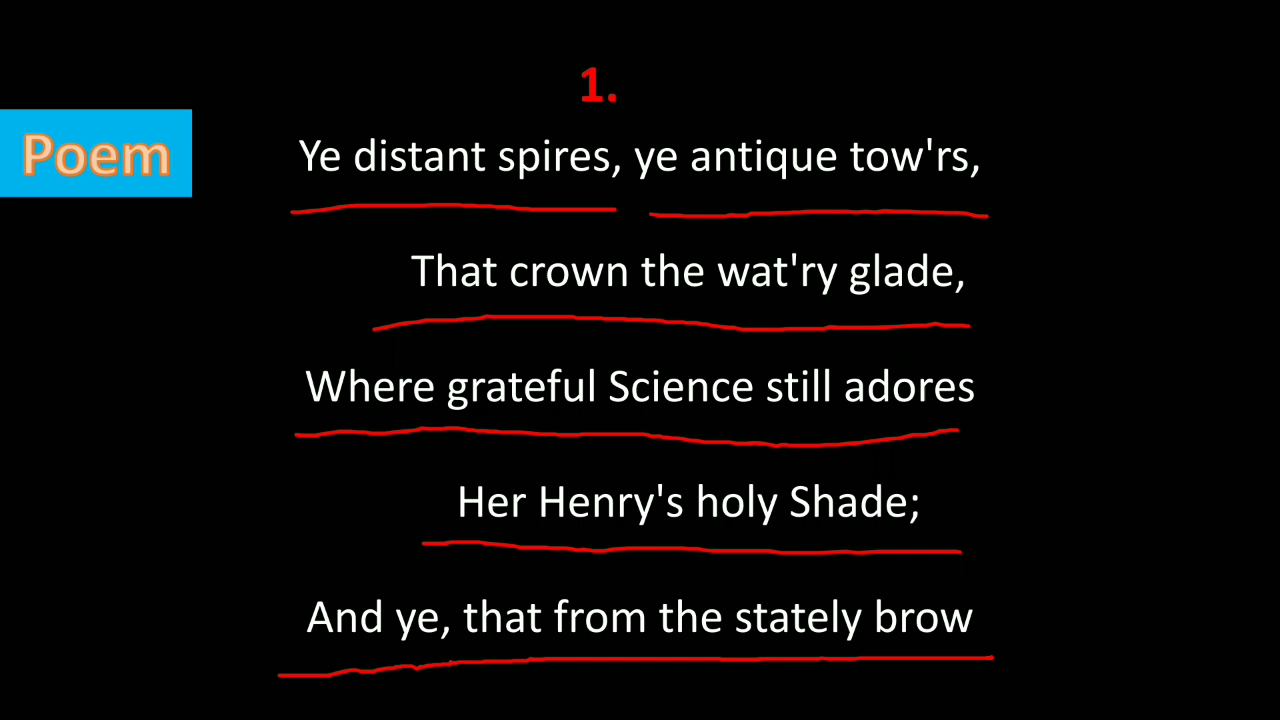 1.
Poem
Ye distant spires, ye antique tow'rs,
That crown the wat'ry glade,
Where grateful Science still adores
Her Henry's holy Shade;
And ye, that from the stately brow